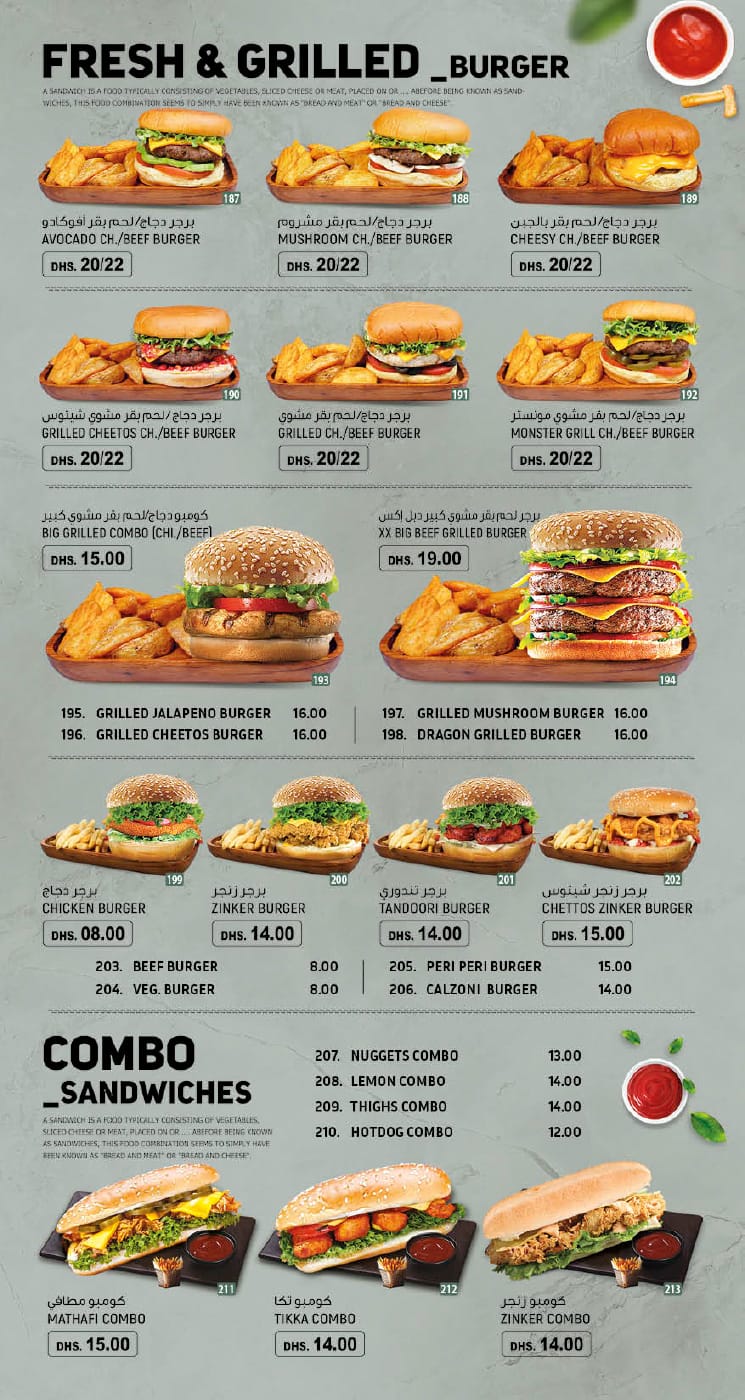 FRESH & GRILLED _BURGER
A SANDWICH IS A FOOD TYPICALLY CONSISTING OF VEGETABLES, SLICED CHEESE OR MEAT, PLACED ON OR .... ABEFORE BEING KNOWN AS SAND-
WICHES, THIS FOOD COMBINATION SEEMS TO SIMPLY HAVE BEEN KNOWN AS "BREAD AND MEAT" OR "BREAD AND CHEESE".
187
برجر دجاج/لحم بقر أفوكادو
AVOCADO CH./BEEF BURGER
DHS. 20/22
188
برجر دجاج/لحم بقر مشروم
MUSHROOM CH./BEEF BURGER
DHS. 20/22
189
برجر دجاج/لحم بقر بالجبن
CHEESY CH./BEEF BURGER
DHS. 20/22
190
برجر دجاج/لحم بقر مشوي شيتوس
GRILLED CHEETOS CH./BEEF BURGER
DHS. 20/22
191
برجر دجاج/لحم بقر مشوي
GRILLED CH./BEEF BURGER
DHS. 20/22
192
برجر دجاج/لحم بقر مشوي مونستر
MONSTER GRILL CH./BEEF BURGER
DHS. 20/22
كومبو دجاج/لحم بقر مشوي كبير
BIG GRILLED COMBO (CHI./BEEF)
DHS. 15.00
193
برجر لحم بقر مشوي كبير دبل إكس
XX BIG BEEF GRILLED BURGER
DHS. 19.00
194
195. GRILLED JALAPENO BURGER 16.00
196. GRILLED CHEETOS BURGER 16.00
197. GRILLED MUSHROOM BURGER 16.00
198. DRAGON GRILLED BURGER 16.00
199
برجر دجاج
CHICKEN BURGER
DHS. 08.00
200
برجر زنجر
ZINKER BURGER
DHS. 14.00
201
برجر تندوري
TANDOORI BURGER
DHS. 14.00
202
برجر زنجر شيتوس
CHETTOS ZINKER BURGER
DHS. 15.00
203. BEEF BURGER 8.00
204. VEG. BURGER 8.00
205. PERI PERI BURGER 15.00
206. CALZONI BURGER 14.00
COMBO
_SANDWICHES
A SANDWICH IS A FOOD TYPICALLY CONSISTING OF VEGETABLES,
SLICED CHEESE OR MEAT, PLACED ON OR .... ABEFORE BEING KNOWN
AS SANDWICHES, THIS FOOD COMBINATION SEEMS TO SIMPLY HAVE
BEEN KNOWN AS "BREAD AND MEAT" OR "BREAD AND CHEESE".
207. NUGGETS COMBO 13.00
208. LEMON COMBO 14.00
209. THIGHS COMBO 14.00
210. HOTDOG COMBO 12.00
211
كومبو مطافي
MATHAFI COMBO
DHS. 15.00
212
كومبو تكا
TIKKA COMBO
DHS. 14.00
213
كومبو زنجر
ZINKER COMBO
DHS. 14.00